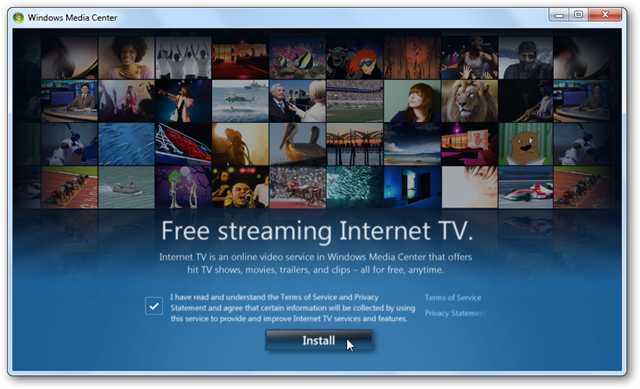 Windows Media Center
Free streaming Internet TV.
Internet TV is an online video service in Windows Media Center that offers
hit TV shows, movies, trailers, and clips – all for free, anytime.
I have read and understand the Terms of Service and Privacy
Statement and agree that certain information will be collected by using
this service to provide and improve Internet TV services and features.
Terms of Service
Privacy Statement
Install